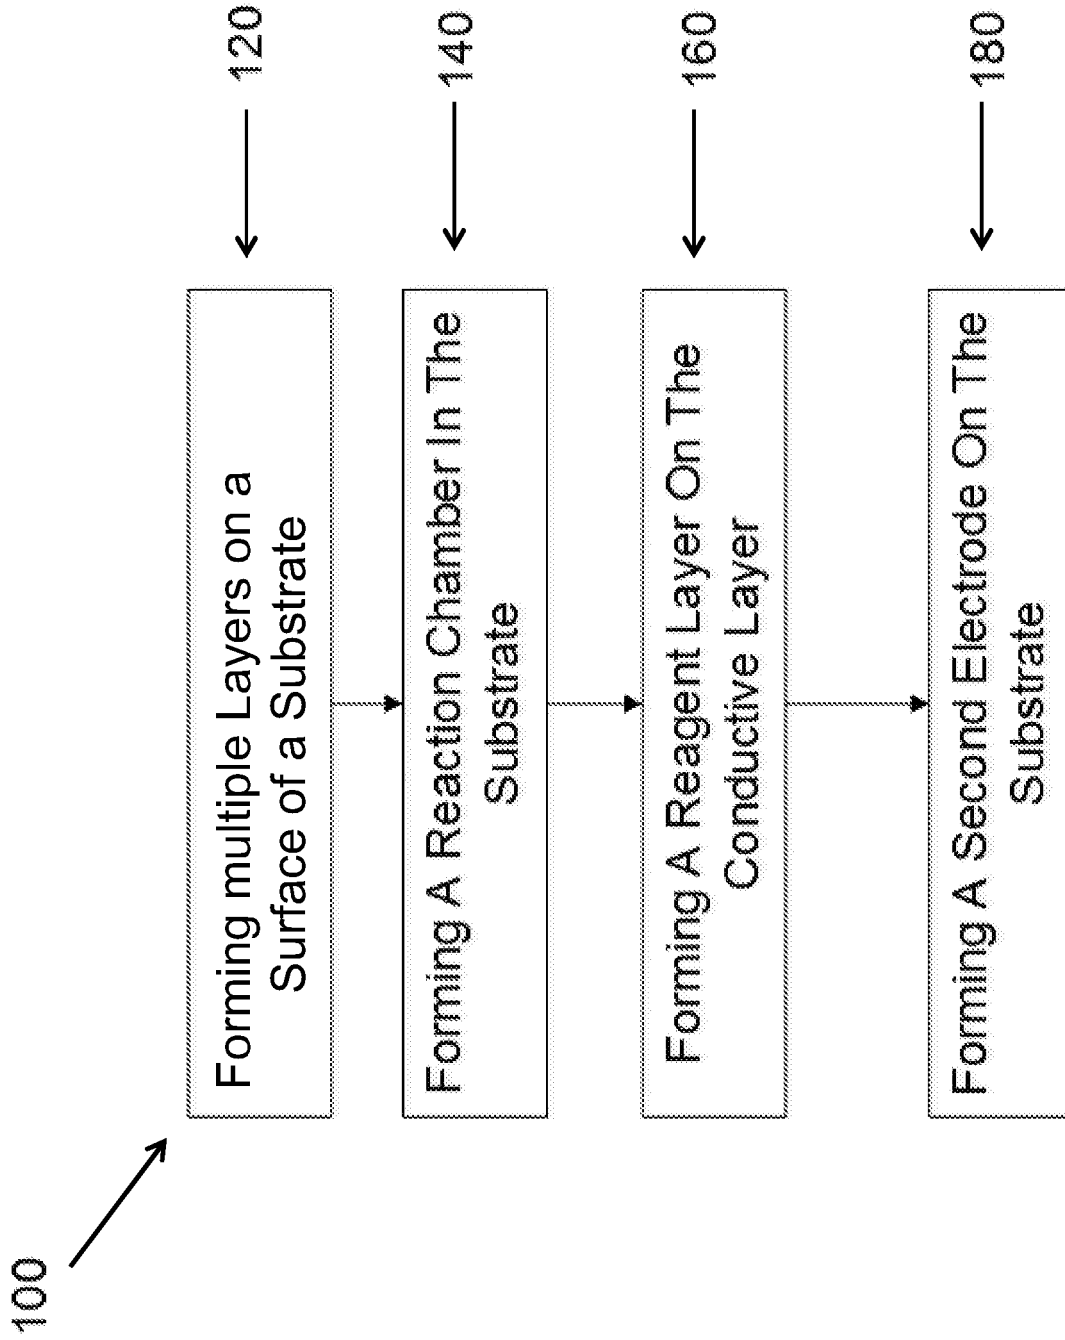 100
Forming multiple Layers on a
Surface of a Substrate
120
Forming A Reaction Chamber In The
Substrate
140
Forming A Reagent Layer On The
Conductive Layer
160
Forming A Second Electrode On The
Substrate
180